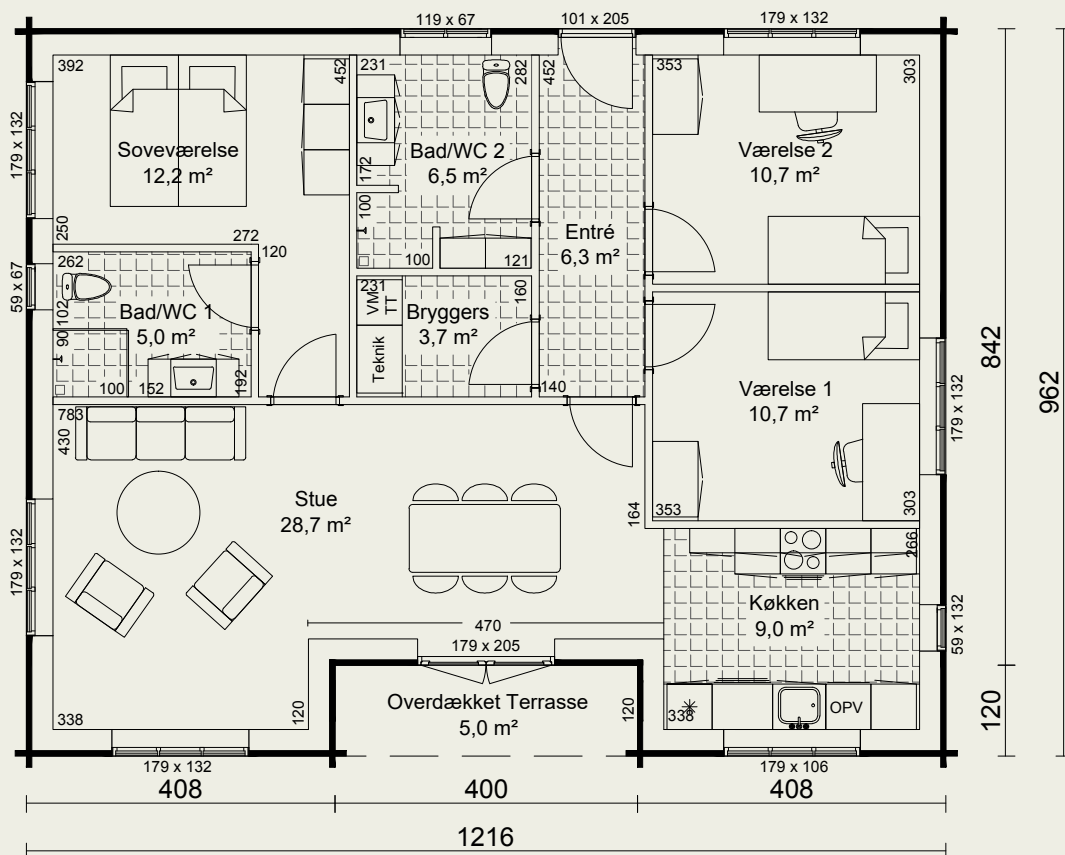 119 x 67
101 x 205
179 x 132
392
452
231
282
452
353
303
179 x 132
Soveværelse
12,2 m²
172
Bad/WC 2
6,5 m²
Værelse 2
10,7 m²
100
250
272
120
100
121
Entré
6,3 m²
59 x 67
262
102
Bad/WC 1
5,0 m²
90
100
152
192
231
VM
TT
Teknik
160
Bryggers
3,7 m²
140
842
962
Værelse 1
10,7 m²
179 x 132
353
303
783
430
Stue
28,7 m²
164
179 x 132
266
Køkken
9,0 m²
59 x 132
470
179 x 205
Overdækket Terrasse
5,0 m²
338
120
120
338
OPV
120
179 x 132
179 x 106
408
400
408
1216